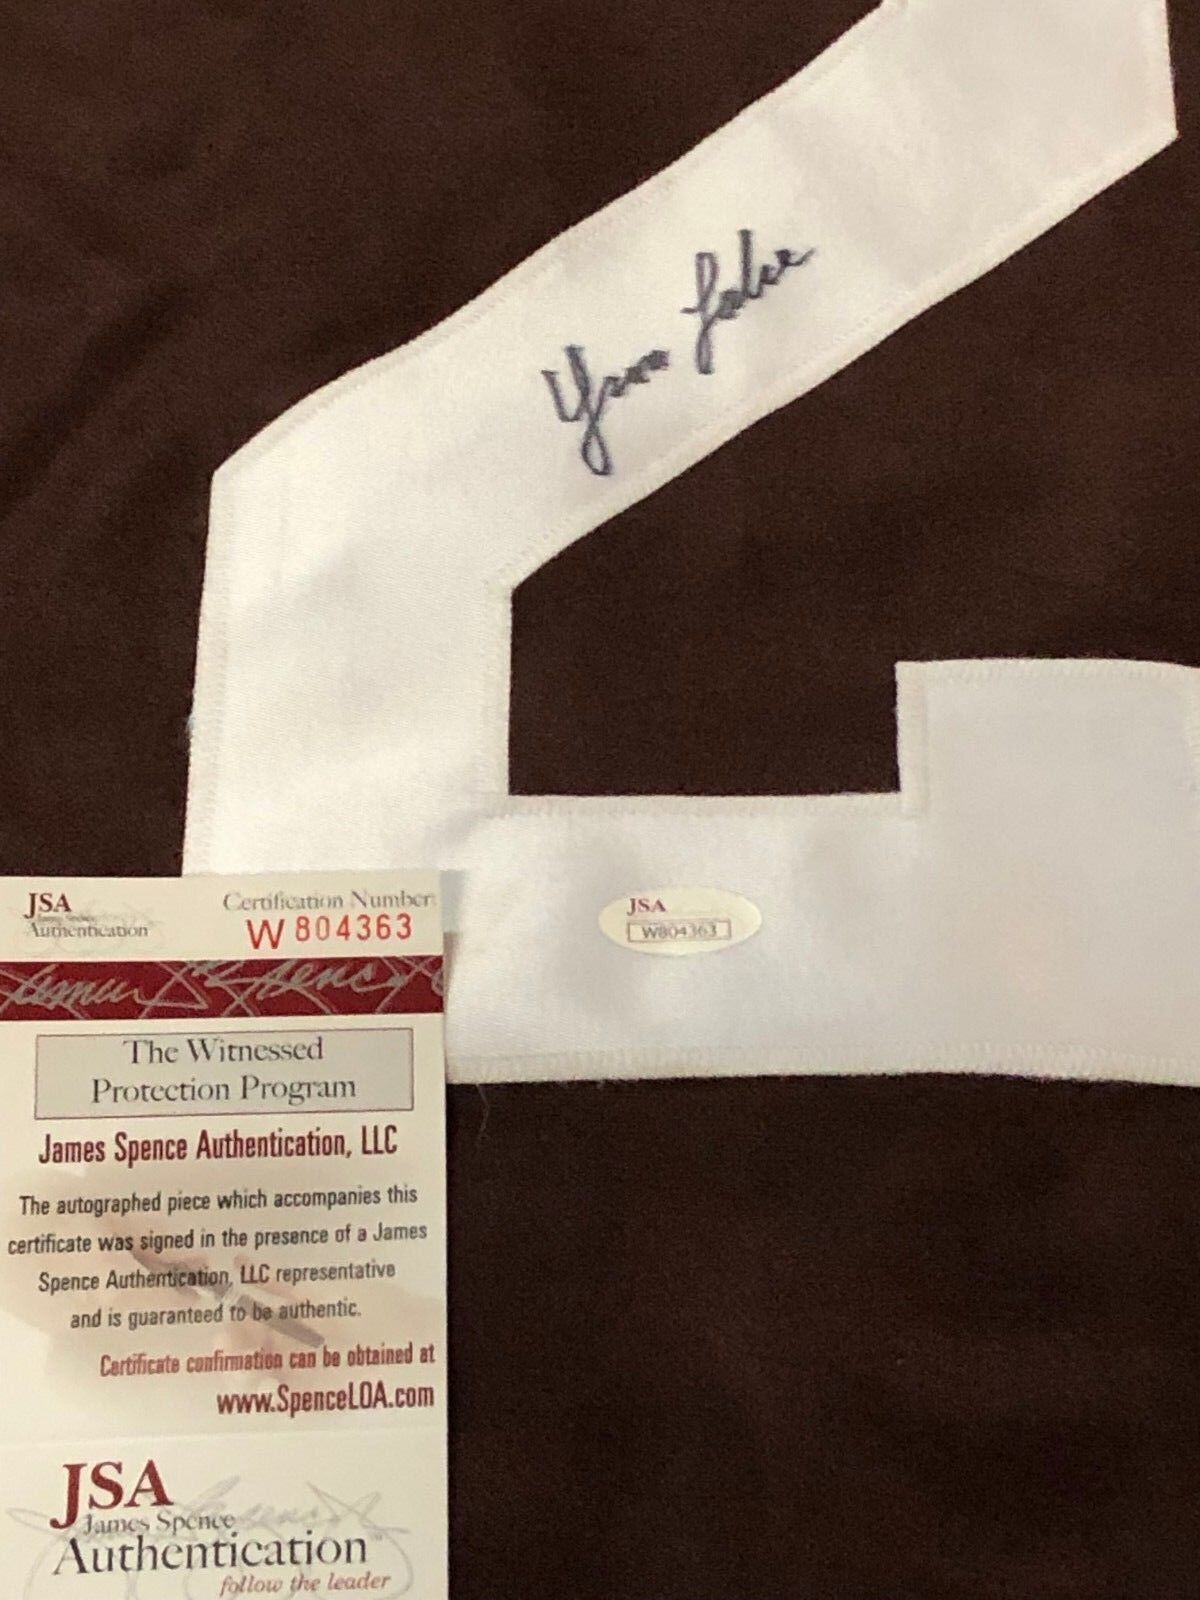 JSA
James Spence
Authentication
Certification Number:
W 804363
The Witnessed
Protection Program
James Spence Authentication, LLC
The autographed piece which accompanies this
certificate was signed in the presence of a James
Spence Authentication, LLC representative
and is guaranteed to be authentic.
Certificate confirmation can be obtained at
www.SpenceLOA.com
JSA
James Spence
Authentication
follow the leader
JSA
W804363